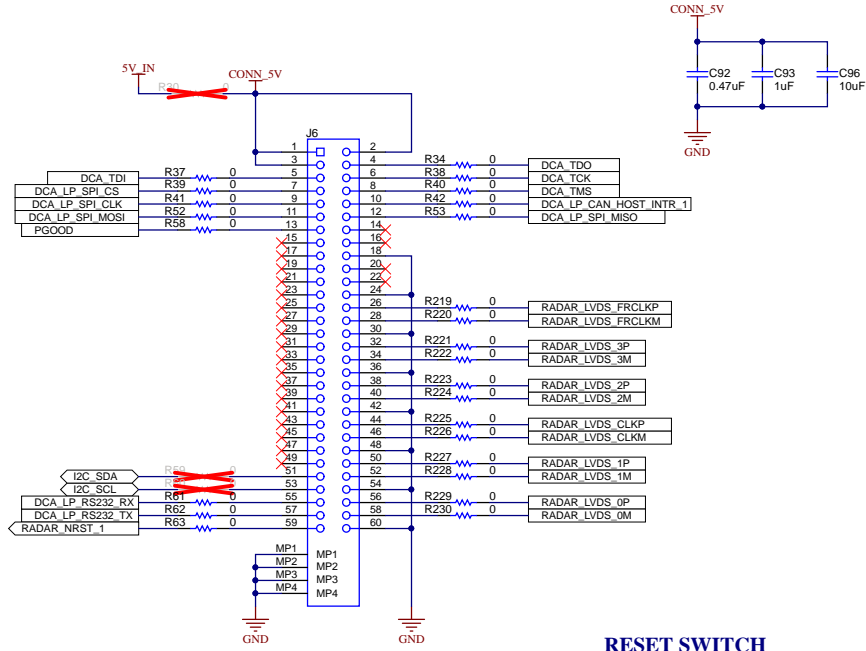 CONN_5V
C92
0.47uF
C93
1uF
C96
10uF
GND
5V_IN
R30 0
CONN_5V
J6
1 2
3 4 R34 0 DCA_TDO
DCA_TDI R37 0 5 6 R38 0 DCA_TCK
DCA_LP_SPI_CS R39 0 7 8 R40 0 DCA_TMS
DCA_LP_SPI_CLK R41 0 9 10 R42 0 DCA_LP_CAN_HOST_INTR_1
DCA_LP_SPI_MOSI R52 0 11 12 R53 0 DCA_LP_SPI_MISO
PGOOD R58 0 13 14
15 16
17 18
19 20
21 22
23 24
25 26 R219 0 RADAR_LVDS_FRCLKP
27 28 R220 0 RADAR_LVDS_FRCLKM
29 30
31 32 R221 0 RADAR_LVDS_3P
33 34 R222 0 RADAR_LVDS_3M
35 36
37 38 R223 0 RADAR_LVDS_2P
39 40 R224 0 RADAR_LVDS_2M
41 42
43 44 R225 0 RADAR_LVDS_CLKP
45 46 R226 0 RADAR_LVDS_CLKM
47 48
49 50 R227 0 RADAR_LVDS_1P
I2C_SDA R59 0 51 52 R228 0 RADAR_LVDS_1M
I2C_SCL 53 54
DCA_LP_RS232_RX R61 0 55 56 R229 0 RADAR_LVDS_0P
DCA_LP_RS232_TX R62 0 57 58 R230 0 RADAR_LVDS_0M
RADAR_NRST_1 R63 0 59 60
MP1 MP1
MP2 MP2
MP3 MP3
MP4 MP4
GND
GND
RESET SWITCH